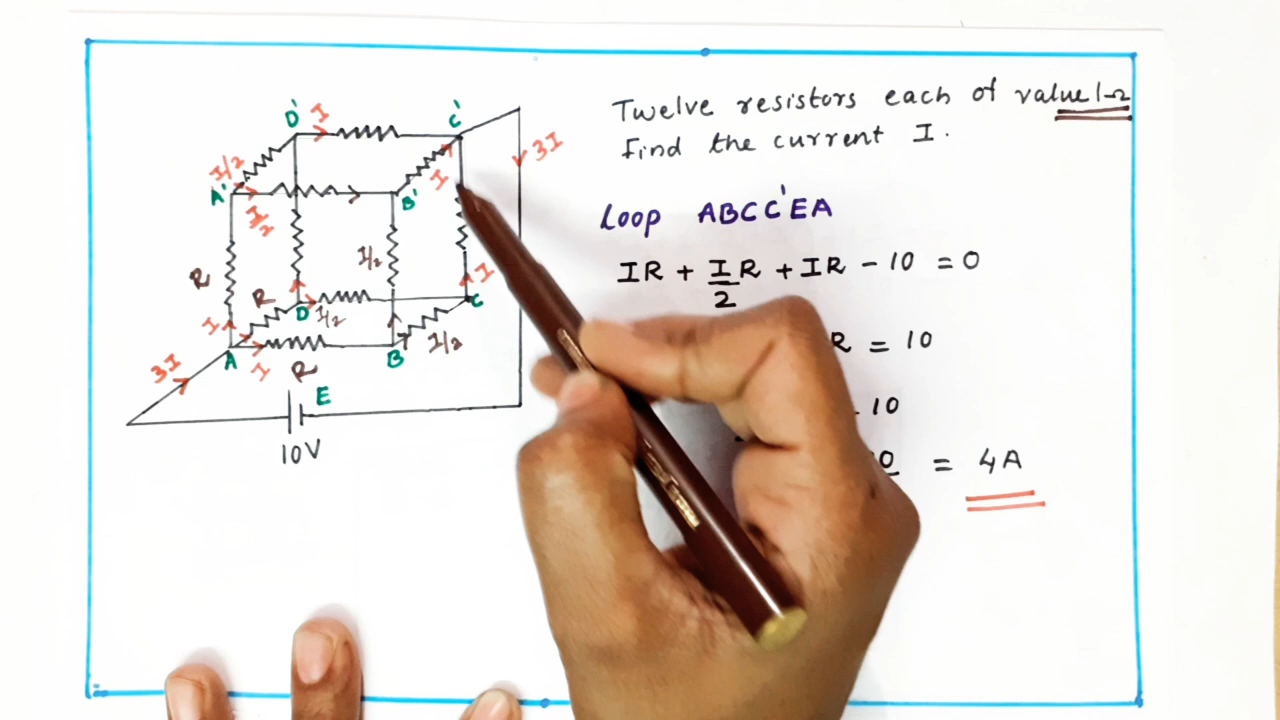 Twelve resistors each of value 1Ω
Find the current I.
Loop ABCC'EA
IR + I/2 R + IR - 10 = 0
R = 10
10
= 4A
D' I C'
I/2 3I
A' I/2 B' I
I/2
R I
R D I/2 C
I I/2
3I A I R B
E
10V